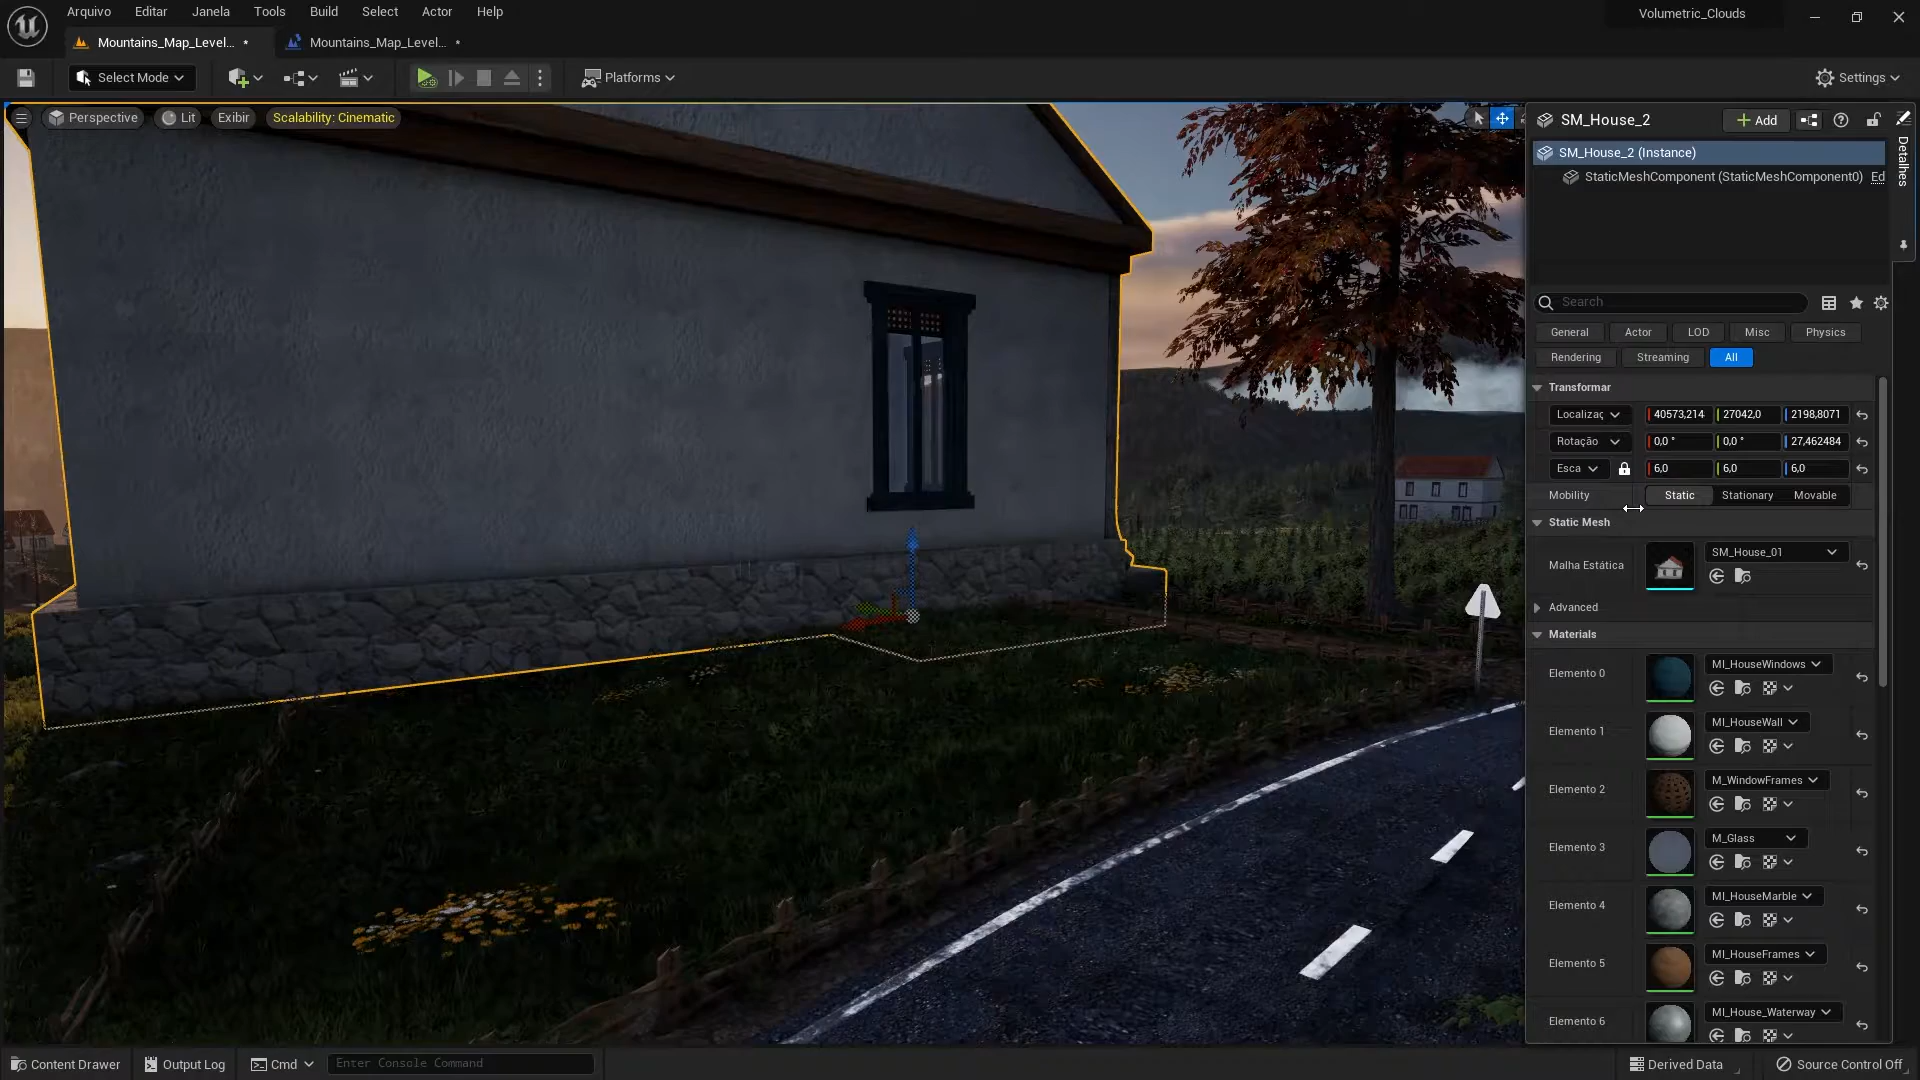 Arquivo Editar Janela Tools Build Select Actor Help
Volumetric_Clouds
Mountains_Map_Level... • Mountains_Map_Level... •
Select Mode Platforms Settings
Perspective Lit Exibir Scalability: Cinematic
SM_House_2 + Add
Detalhes
SM_House_2 (Instance)
StaticMeshComponent (StaticMeshComponent0) Ed
Search
General Actor LOD Misc Physics
Rendering Streaming All
Transformar
Localizaç 40573,214 27042,0 2198,8071
Rotação 0,0 ° 0,0 ° 27,462484
Esca 6,0 6,0 6,0
Mobility Static Stationary Movable
Static Mesh
Malha Estática SM_House_01
Advanced
Materials
Elemento 0 MI_HouseWindows
Elemento 1 MI_HouseWall
Elemento 2 M_WindowFrames
Elemento 3 M_Glass
Elemento 4 MI_HouseMarble
Elemento 5 MI_HouseFrames
Elemento 6 MI_House_Waterway
Content Drawer Output Log Cmd Enter Console Command Derived Data Source Control Off